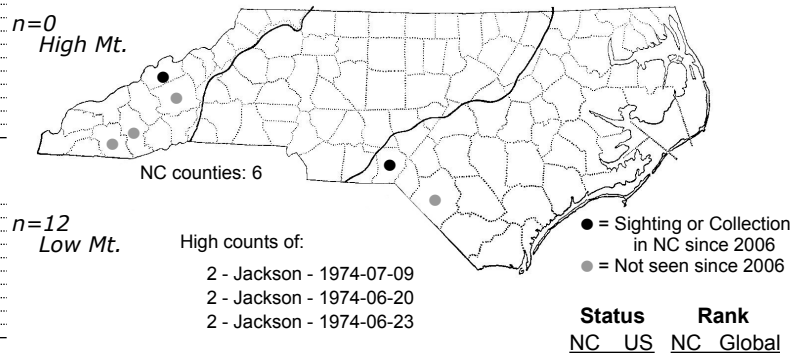 n=0
High Mt.
NC counties: 6
n=12
Low Mt.
High counts of:
2 - Jackson - 1974-07-09
2 - Jackson - 1974-06-20
2 - Jackson - 1974-06-23
= Sighting or Collection
in NC since 2006
= Not seen since 2006
Status Rank
NC US NC Global